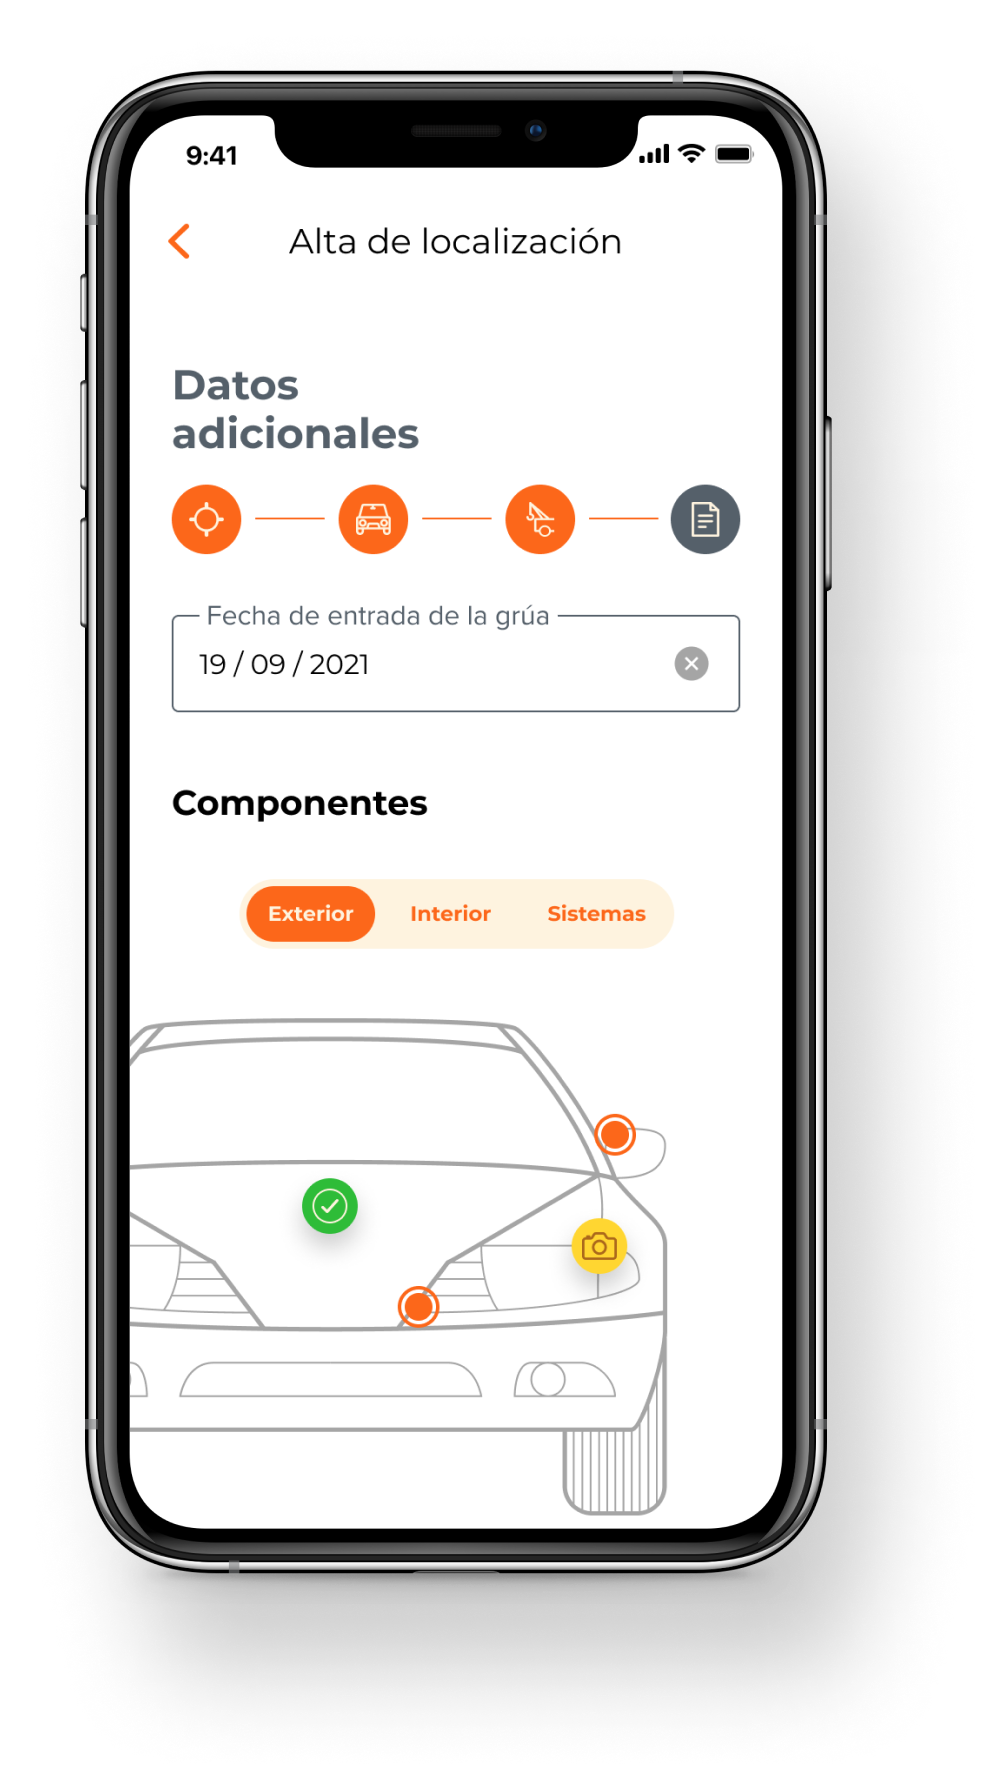 9:41
Alta de localización
Datos
adicionales
Fecha de entrada de la grúa
19 / 09 / 2021
Componentes
Exterior Interior Sistemas